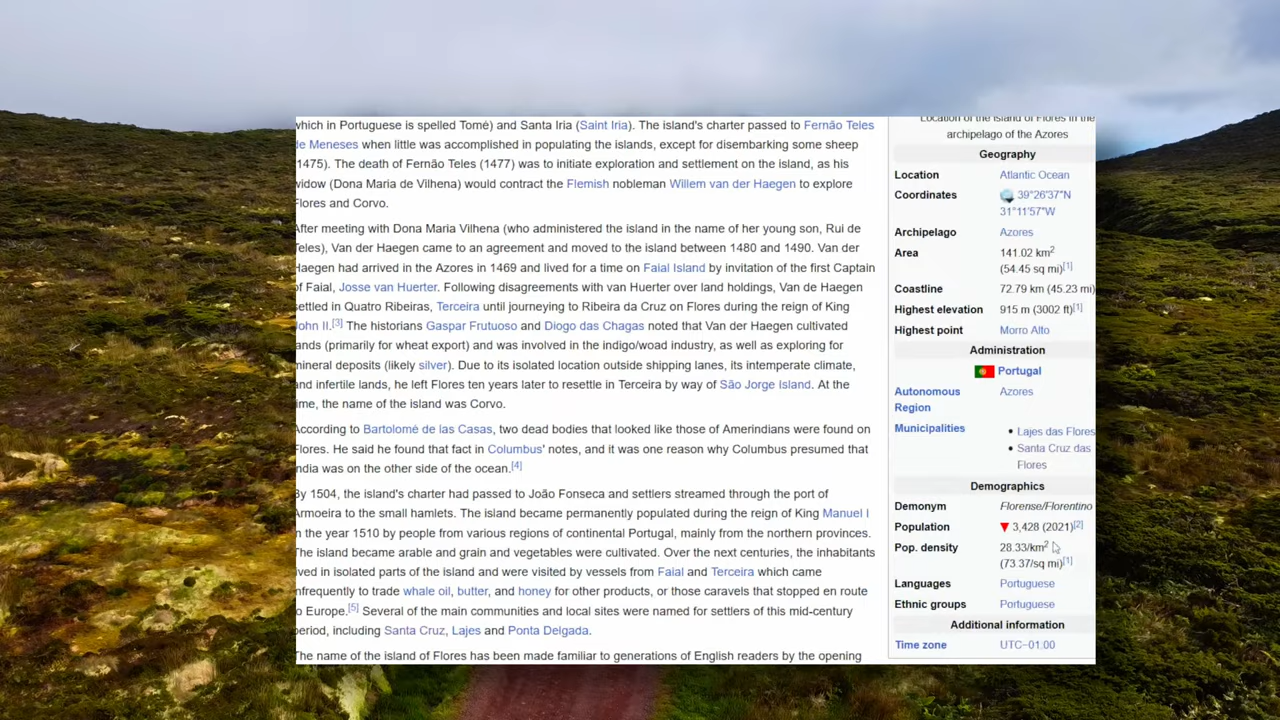 which in Portuguese is spelled Tomé) and Santa Iria (Saint Iria). The island's charter passed to Fernão Teles
de Meneses when little was accomplished in populating the islands, except for disembarking some sheep
(1475). The death of Fernão Teles (1477) was to initiate exploration and settlement on the island, as his
widow (Dona Maria de Vilhena) would contract the Flemish nobleman Willem van der Haegen to explore
Flores and Corvo.
After meeting with Dona Maria Vilhena (who administered the island in the name of her young son, Rui de
Teles), Van der Haegen came to an agreement and moved to the island between 1480 and 1490. Van der
Haegen had arrived in the Azores in 1469 and lived for a time on Faial Island by invitation of the first Captain
of Faial, Josse van Huerter. Following disagreements with van Huerter over land holdings, Van de Haegen
settled in Quatro Ribeiras, Terceira until journeying to Ribeira da Cruz on Flores during the reign of King
John II.[3] The historians Gaspar Frutuoso and Diogo das Chagas noted that Van der Haegen cultivated
lands (primarily for wheat export) and was involved in the indigo/woad industry, as well as exploring for
mineral deposits (likely silver). Due to its isolated location outside shipping lanes, its intemperate climate,
and infertile lands, he left Flores ten years later to resettle in Terceira by way of São Jorge Island. At the
time, the name of the island was Corvo.
According to Bartolomé de las Casas, two dead bodies that looked like those of Amerindians were found on
Flores. He said he found that fact in Columbus' notes, and it was one reason why Columbus presumed that
India was on the other side of the ocean.[4]
By 1504, the island's charter had passed to João Fonseca and settlers streamed through the port of
Armoeira to the small hamlets. The island became permanently populated during the reign of King Manuel I
in the year 1510 by people from various regions of continental Portugal, mainly from the northern provinces.
The island became arable and grain and vegetables were cultivated. Over the next centuries, the inhabitants
lived in isolated parts of the island and were visited by vessels from Faial and Terceira which came
infrequently to trade whale oil, butter, and honey for other products, or those caravels that stopped en route
to Europe.[5] Several of the main communities and local sites were named for settlers of this mid-century
period, including Santa Cruz, Lajes and Ponta Delgada.
The name of the island of Flores has been made familiar to generations of English readers by the opening
Location of the island of Flores in the
archipelago of the Azores
Geography
Location Atlantic Ocean
Coordinates 39°26′37″N
31°11′57″W
Archipelago Azores
Area 141.02 km2
(54.45 sq mi)[1]
Coastline 72.79 km (45.23 mi)
Highest elevation 915 m (3002 ft)[1]
Highest point Morro Alto
Administration
Portugal
Autonomous Azores
Region
Municipalities • Lajes das Flores
• Santa Cruz das
Flores
Demographics
Demonym Florense/Florentino
Population ▼ 3,428 (2021)[2]
Pop. density 28.33/km2
(73.37/sq mi)[1]
Languages Portuguese
Ethnic groups Portuguese
Additional information
Time zone UTC−01:00